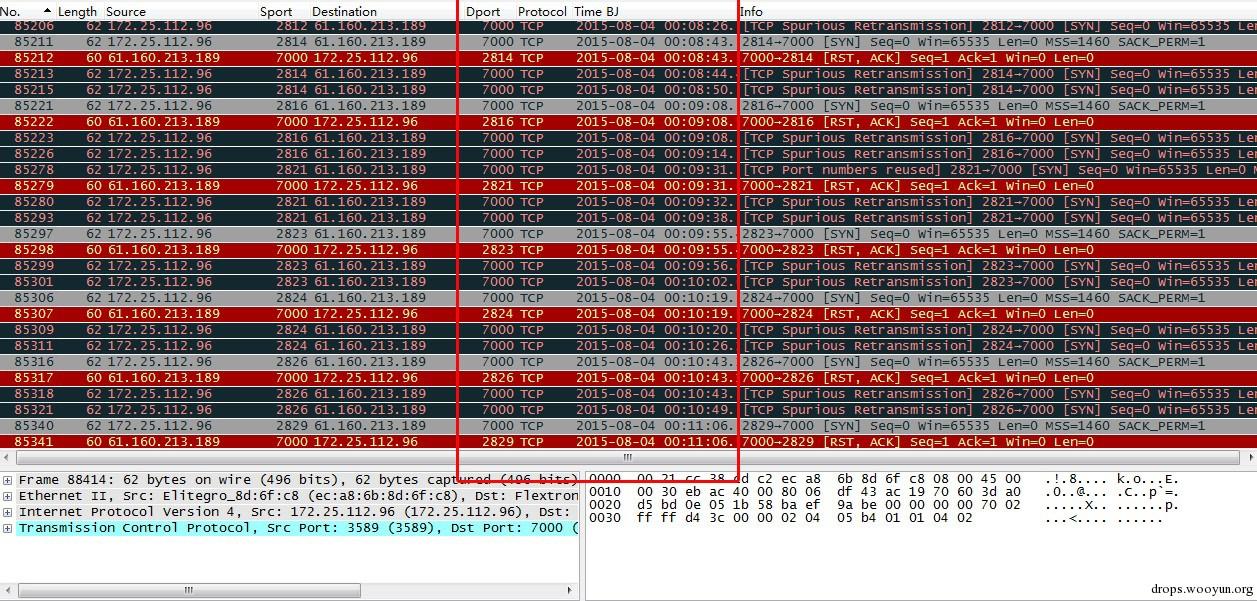 No. Length Source Sport Destination Dport Protocol Time BJ Info
85206 62 172.25.112.96 2812 61.160.213.189 7000 TCP 2015-08-04 00:08:26. [TCP Spurious Retransmission] 2812→7000 [SYN] Seq=0 Win=65535 Le
85211 62 172.25.112.96 2814 61.160.213.189 7000 TCP 2015-08-04 00:08:43. 2814→7000 [SYN] Seq=0 Win=65535 Len=0 MSS=1460 SACK_PERM=1
85212 60 61.160.213.189 7000 172.25.112.96 2814 TCP 2015-08-04 00:08:43. 7000→2814 [RST, ACK] Seq=1 Ack=1 Win=0 Len=0
85213 62 172.25.112.96 2814 61.160.213.189 7000 TCP 2015-08-04 00:08:44. [TCP Spurious Retransmission] 2814→7000 [SYN] Seq=0 Win=65535 Le
85215 62 172.25.112.96 2814 61.160.213.189 7000 TCP 2015-08-04 00:08:50. [TCP Spurious Retransmission] 2814→7000 [SYN] Seq=0 Win=65535 Le
85221 62 172.25.112.96 2816 61.160.213.189 7000 TCP 2015-08-04 00:09:08. 2816→7000 [SYN] Seq=0 Win=65535 Len=0 MSS=1460 SACK_PERM=1
85222 60 61.160.213.189 7000 172.25.112.96 2816 TCP 2015-08-04 00:09:08. 7000→2816 [RST, ACK] Seq=1 Ack=1 Win=0 Len=0
85223 62 172.25.112.96 2816 61.160.213.189 7000 TCP 2015-08-04 00:09:08. [TCP Spurious Retransmission] 2816→7000 [SYN] Seq=0 Win=65535 Le
85226 62 172.25.112.96 2816 61.160.213.189 7000 TCP 2015-08-04 00:09:14. [TCP Spurious Retransmission] 2816→7000 [SYN] Seq=0 Win=65535 Le
85278 62 172.25.112.96 2821 61.160.213.189 7000 TCP 2015-08-04 00:09:31. [TCP Port numbers reused] 2821→7000 [SYN] Seq=0 Win=65535 Len=0 M
85279 60 61.160.213.189 7000 172.25.112.96 2821 TCP 2015-08-04 00:09:31. 7000→2821 [RST, ACK] Seq=1 Ack=1 Win=0 Len=0
85280 62 172.25.112.96 2821 61.160.213.189 7000 TCP 2015-08-04 00:09:32. [TCP Spurious Retransmission] 2821→7000 [SYN] Seq=0 Win=65535 Le
85293 62 172.25.112.96 2821 61.160.213.189 7000 TCP 2015-08-04 00:09:38. [TCP Spurious Retransmission] 2821→7000 [SYN] Seq=0 Win=65535 Le
85297 62 172.25.112.96 2823 61.160.213.189 7000 TCP 2015-08-04 00:09:55. 2823→7000 [SYN] Seq=0 Win=65535 Len=0 MSS=1460 SACK_PERM=1
85298 60 61.160.213.189 7000 172.25.112.96 2823 TCP 2015-08-04 00:09:55. 7000→2823 [RST, ACK] Seq=1 Ack=1 Win=0 Len=0
85299 62 172.25.112.96 2823 61.160.213.189 7000 TCP 2015-08-04 00:09:56. [TCP Spurious Retransmission] 2823→7000 [SYN] Seq=0 Win=65535 Le
85301 62 172.25.112.96 2823 61.160.213.189 7000 TCP 2015-08-04 00:10:02. [TCP Spurious Retransmission] 2823→7000 [SYN] Seq=0 Win=65535 Le
85306 62 172.25.112.96 2824 61.160.213.189 7000 TCP 2015-08-04 00:10:19. 2824→7000 [SYN] Seq=0 Win=65535 Len=0 MSS=1460 SACK_PERM=1
85307 60 61.160.213.189 7000 172.25.112.96 2824 TCP 2015-08-04 00:10:19. 7000→2824 [RST, ACK] Seq=1 Ack=1 Win=0 Len=0
85309 62 172.25.112.96 2824 61.160.213.189 7000 TCP 2015-08-04 00:10:20. [TCP Spurious Retransmission] 2824→7000 [SYN] Seq=0 Win=65535 Le
85311 62 172.25.112.96 2824 61.160.213.189 7000 TCP 2015-08-04 00:10:26. [TCP Spurious Retransmission] 2824→7000 [SYN] Seq=0 Win=65535 Le
85316 62 172.25.112.96 2826 61.160.213.189 7000 TCP 2015-08-04 00:10:43. 2826→7000 [SYN] Seq=0 Win=65535 Len=0 MSS=1460 SACK_PERM=1
85317 60 61.160.213.189 7000 172.25.112.96 2826 TCP 2015-08-04 00:10:43. 7000→2826 [RST, ACK] Seq=1 Ack=1 Win=0 Len=0
85318 62 172.25.112.96 2826 61.160.213.189 7000 TCP 2015-08-04 00:10:43. [TCP Spurious Retransmission] 2826→7000 [SYN] Seq=0 Win=65535 Le
85321 62 172.25.112.96 2826 61.160.213.189 7000 TCP 2015-08-04 00:10:49. [TCP Spurious Retransmission] 2826→7000 [SYN] Seq=0 Win=65535 Le
85340 62 172.25.112.96 2829 61.160.213.189 7000 TCP 2015-08-04 00:11:06. 2829→7000 [SYN] Seq=0 Win=65535 Len=0 MSS=1460 SACK_PERM=1
85341 60 61.160.213.189 7000 172.25.112.96 2829 TCP 2015-08-04 00:11:06. 7000→2829 [RST, ACK] Seq=1 Ack=1 Win=0 Len=0
Frame 88414: 62 bytes on wire (496 bits), 62 bytes captured (496 bits)
Ethernet II, Src: Elitegro_8d:6f:c8 (ec:a8:6b:8d:6f:c8), Dst: Flextron
Internet Protocol Version 4, Src: 172.25.112.96 (172.25.112.96), Dst:
Transmission Control Protocol, Src Port: 3589 (3589), Dst Port: 7000 (
0000 00 21 cc 38 dd c2 ec a8 6b 8d 6f c8 08 00 45 00 .!.8.... k.o...E.
0010 00 30 eb ac 40 00 80 06 df 43 ac 19 70 60 3d a0 .0..@... .C..p`=.
0020 d5 bd 0e 05 1b 58 ba ef 9a be 00 00 00 00 70 02 .....X.. ......p.
0030 ff ff d4 3c 00 00 02 04 05 b4 01 01 04 02 ...<.... ......
drops.wooyun.org